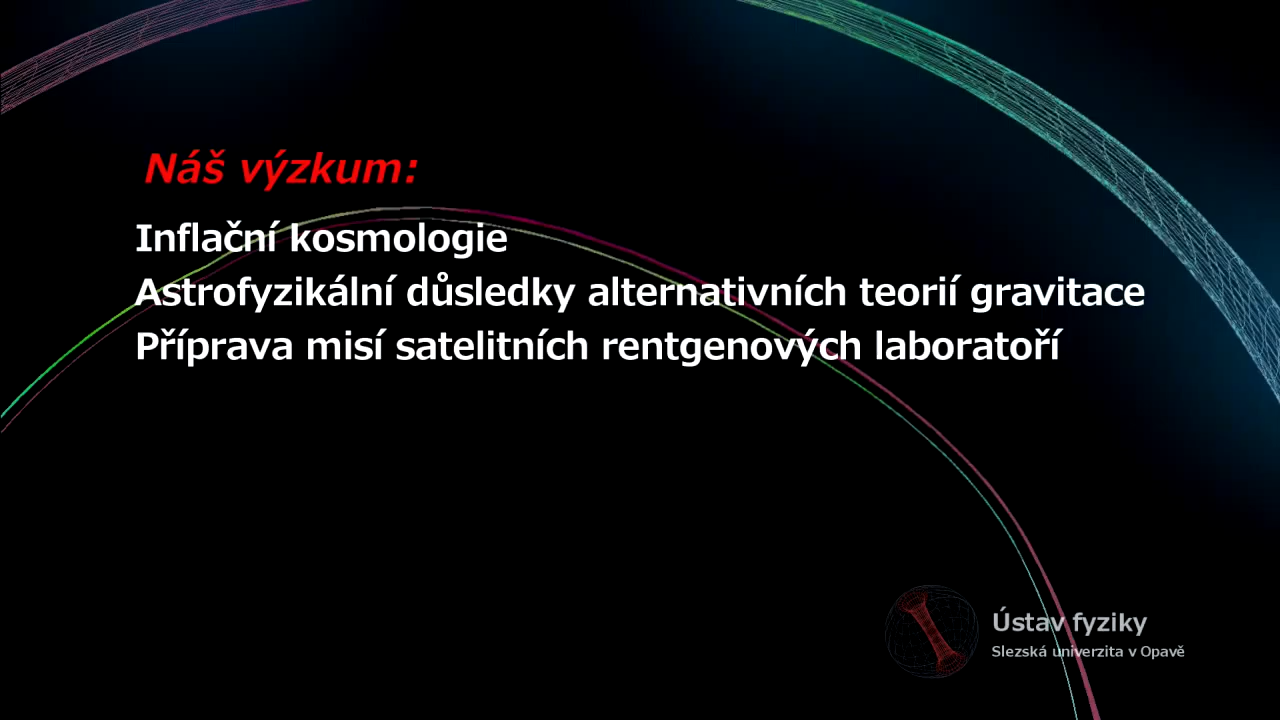 Náš výzkum:
Inflační kosmologie
Astrofyzikální důsledky alternativních teorií gravitace
Příprava misí satelitních rentgenových laboratoří
Ústav fyziky
Slezská univerzita v Opavě